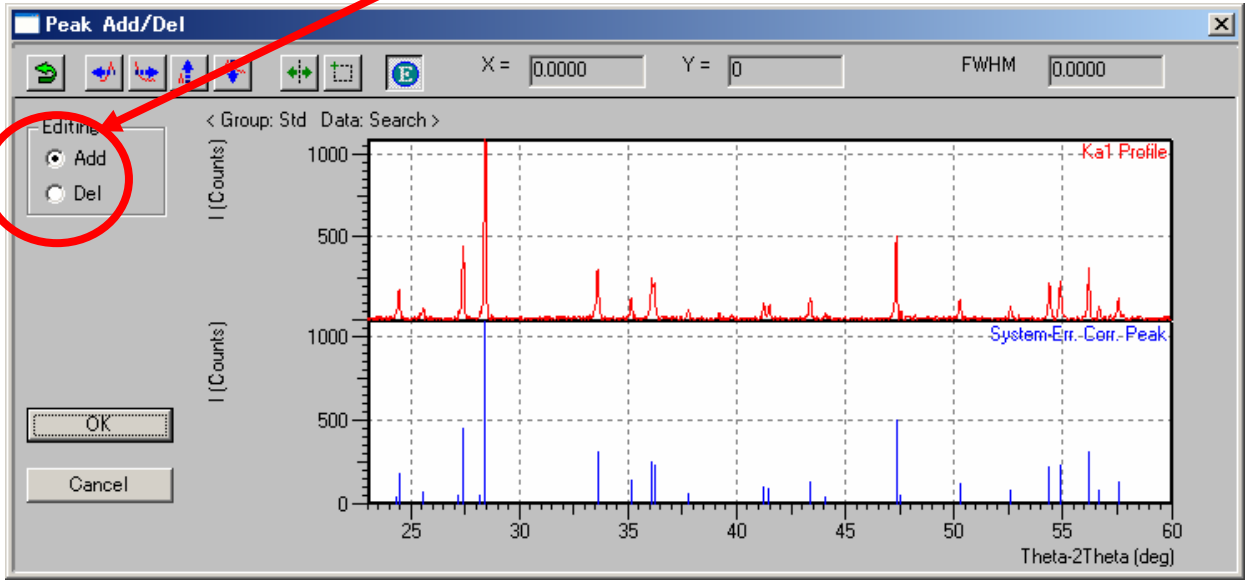 Peak Add/Del
E
X = 0.0000 Y = 0 FWHM 0.0000
Editing
Add
Del
< Group: Std Data: Search >
Ka1 Profile
I (Counts)
1000
500
System-Err. Corr. Peak
I (Counts)
1000
500
0
25 30 35 40 45 50 55 60
Theta-2Theta (deg)
OK
Cancel